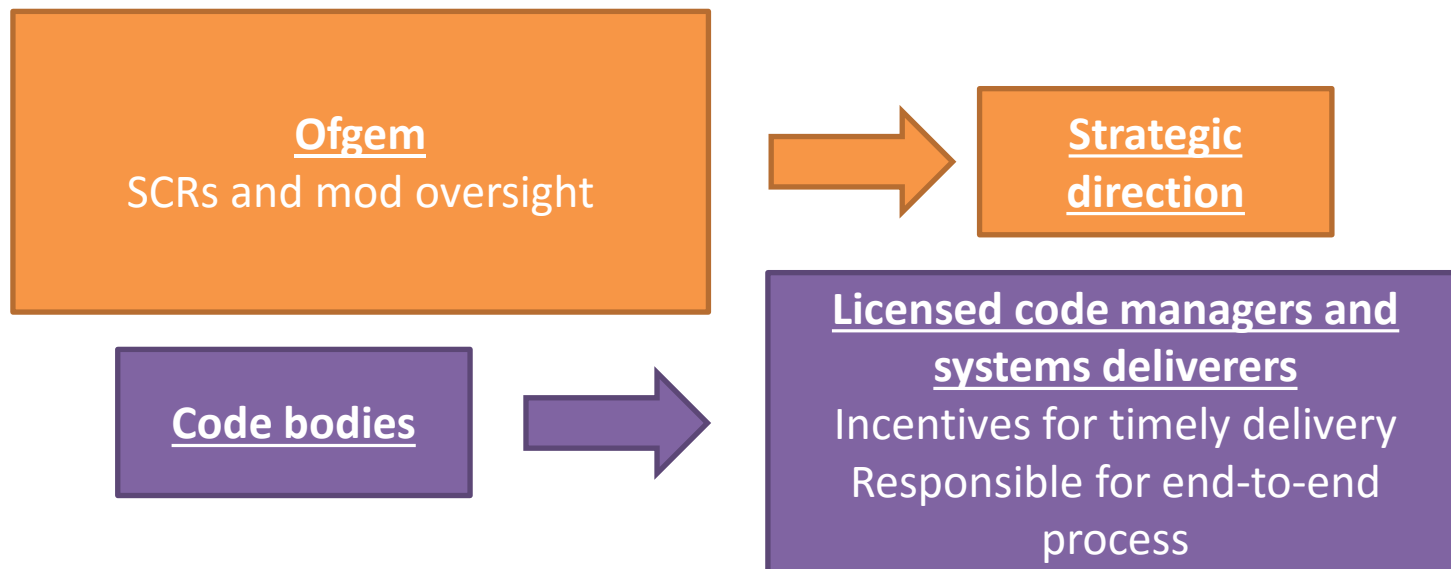 Ofgem
SCRs and mod oversight
Strategic
direction
Code bodies
Licensed code managers and
systems deliverers
Incentives for timely delivery
Responsible for end-to-end
process